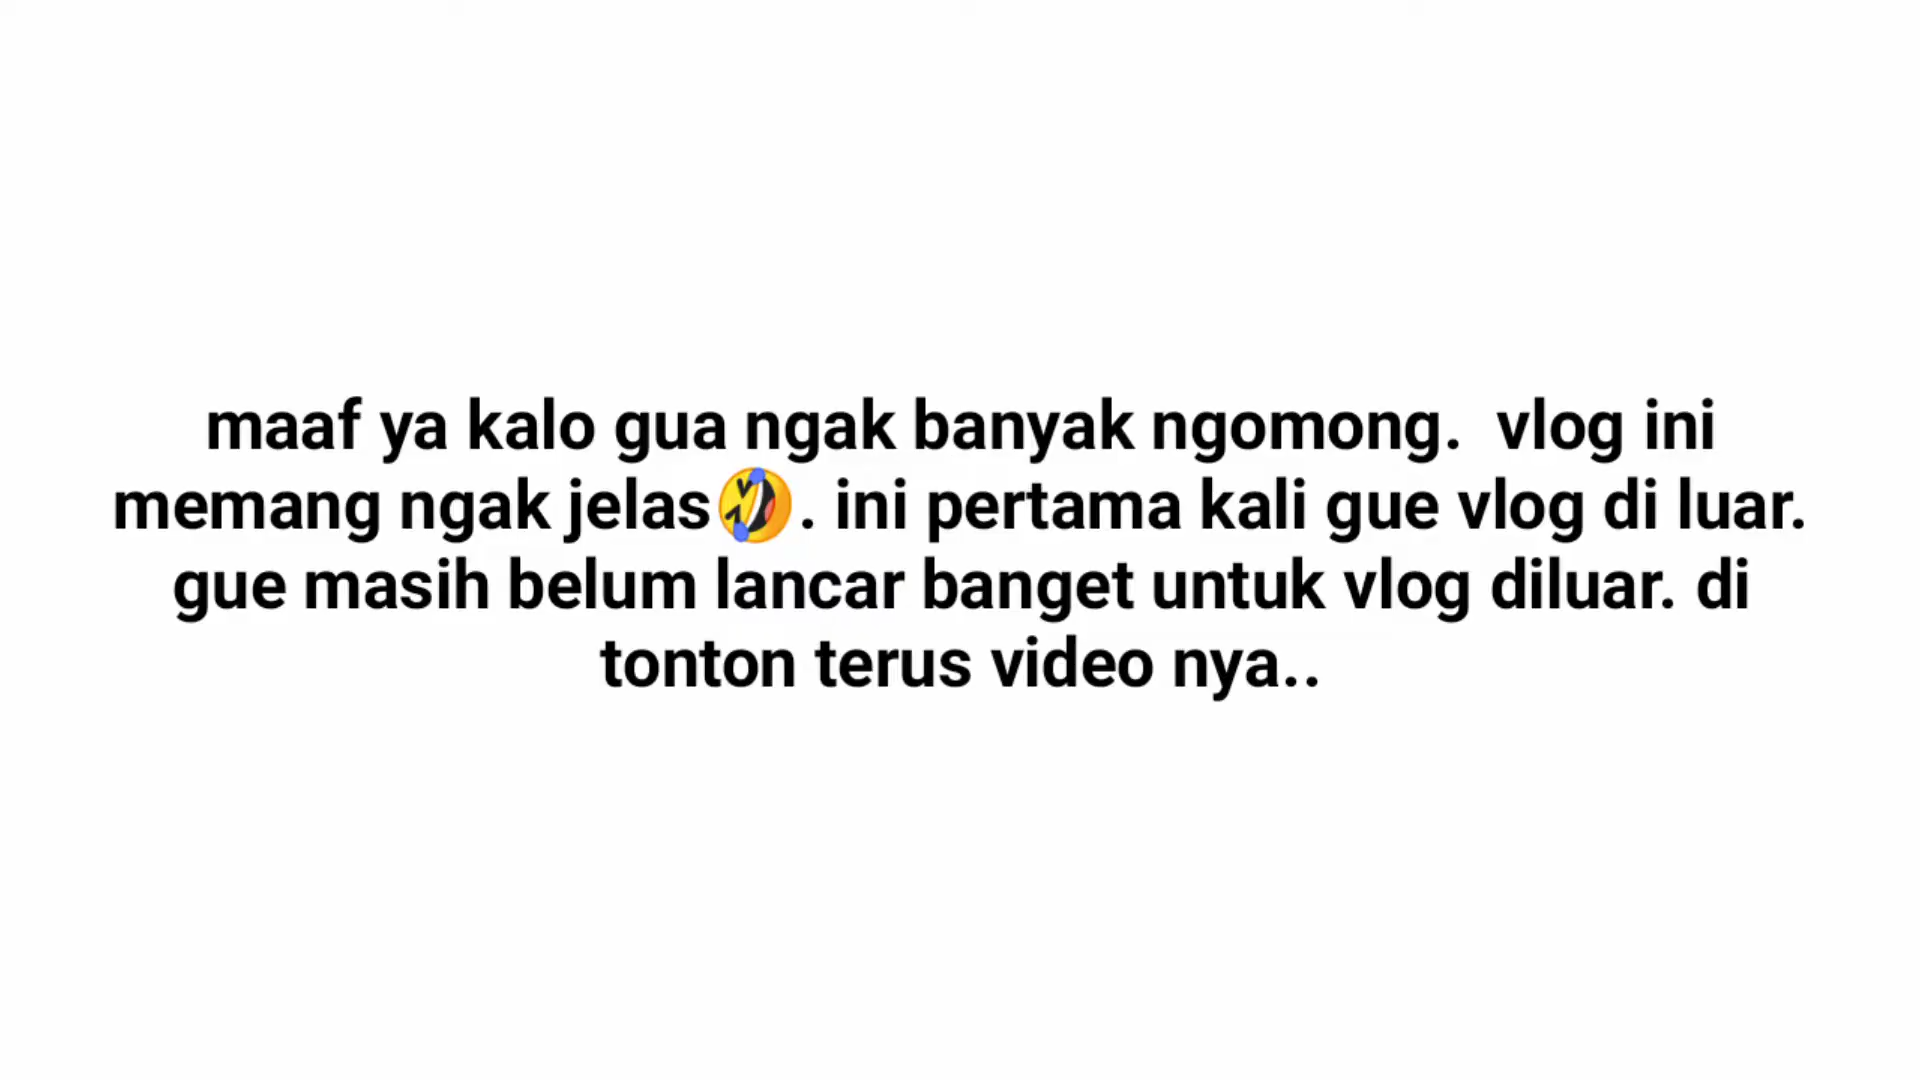 maaf ya kalo gua ngak banyak ngomong.  vlog ini
memang ngak jelas🤣. ini pertama kali gue vlog di luar.
gue masih belum lancar banget untuk vlog diluar. di
tonton terus video nya..